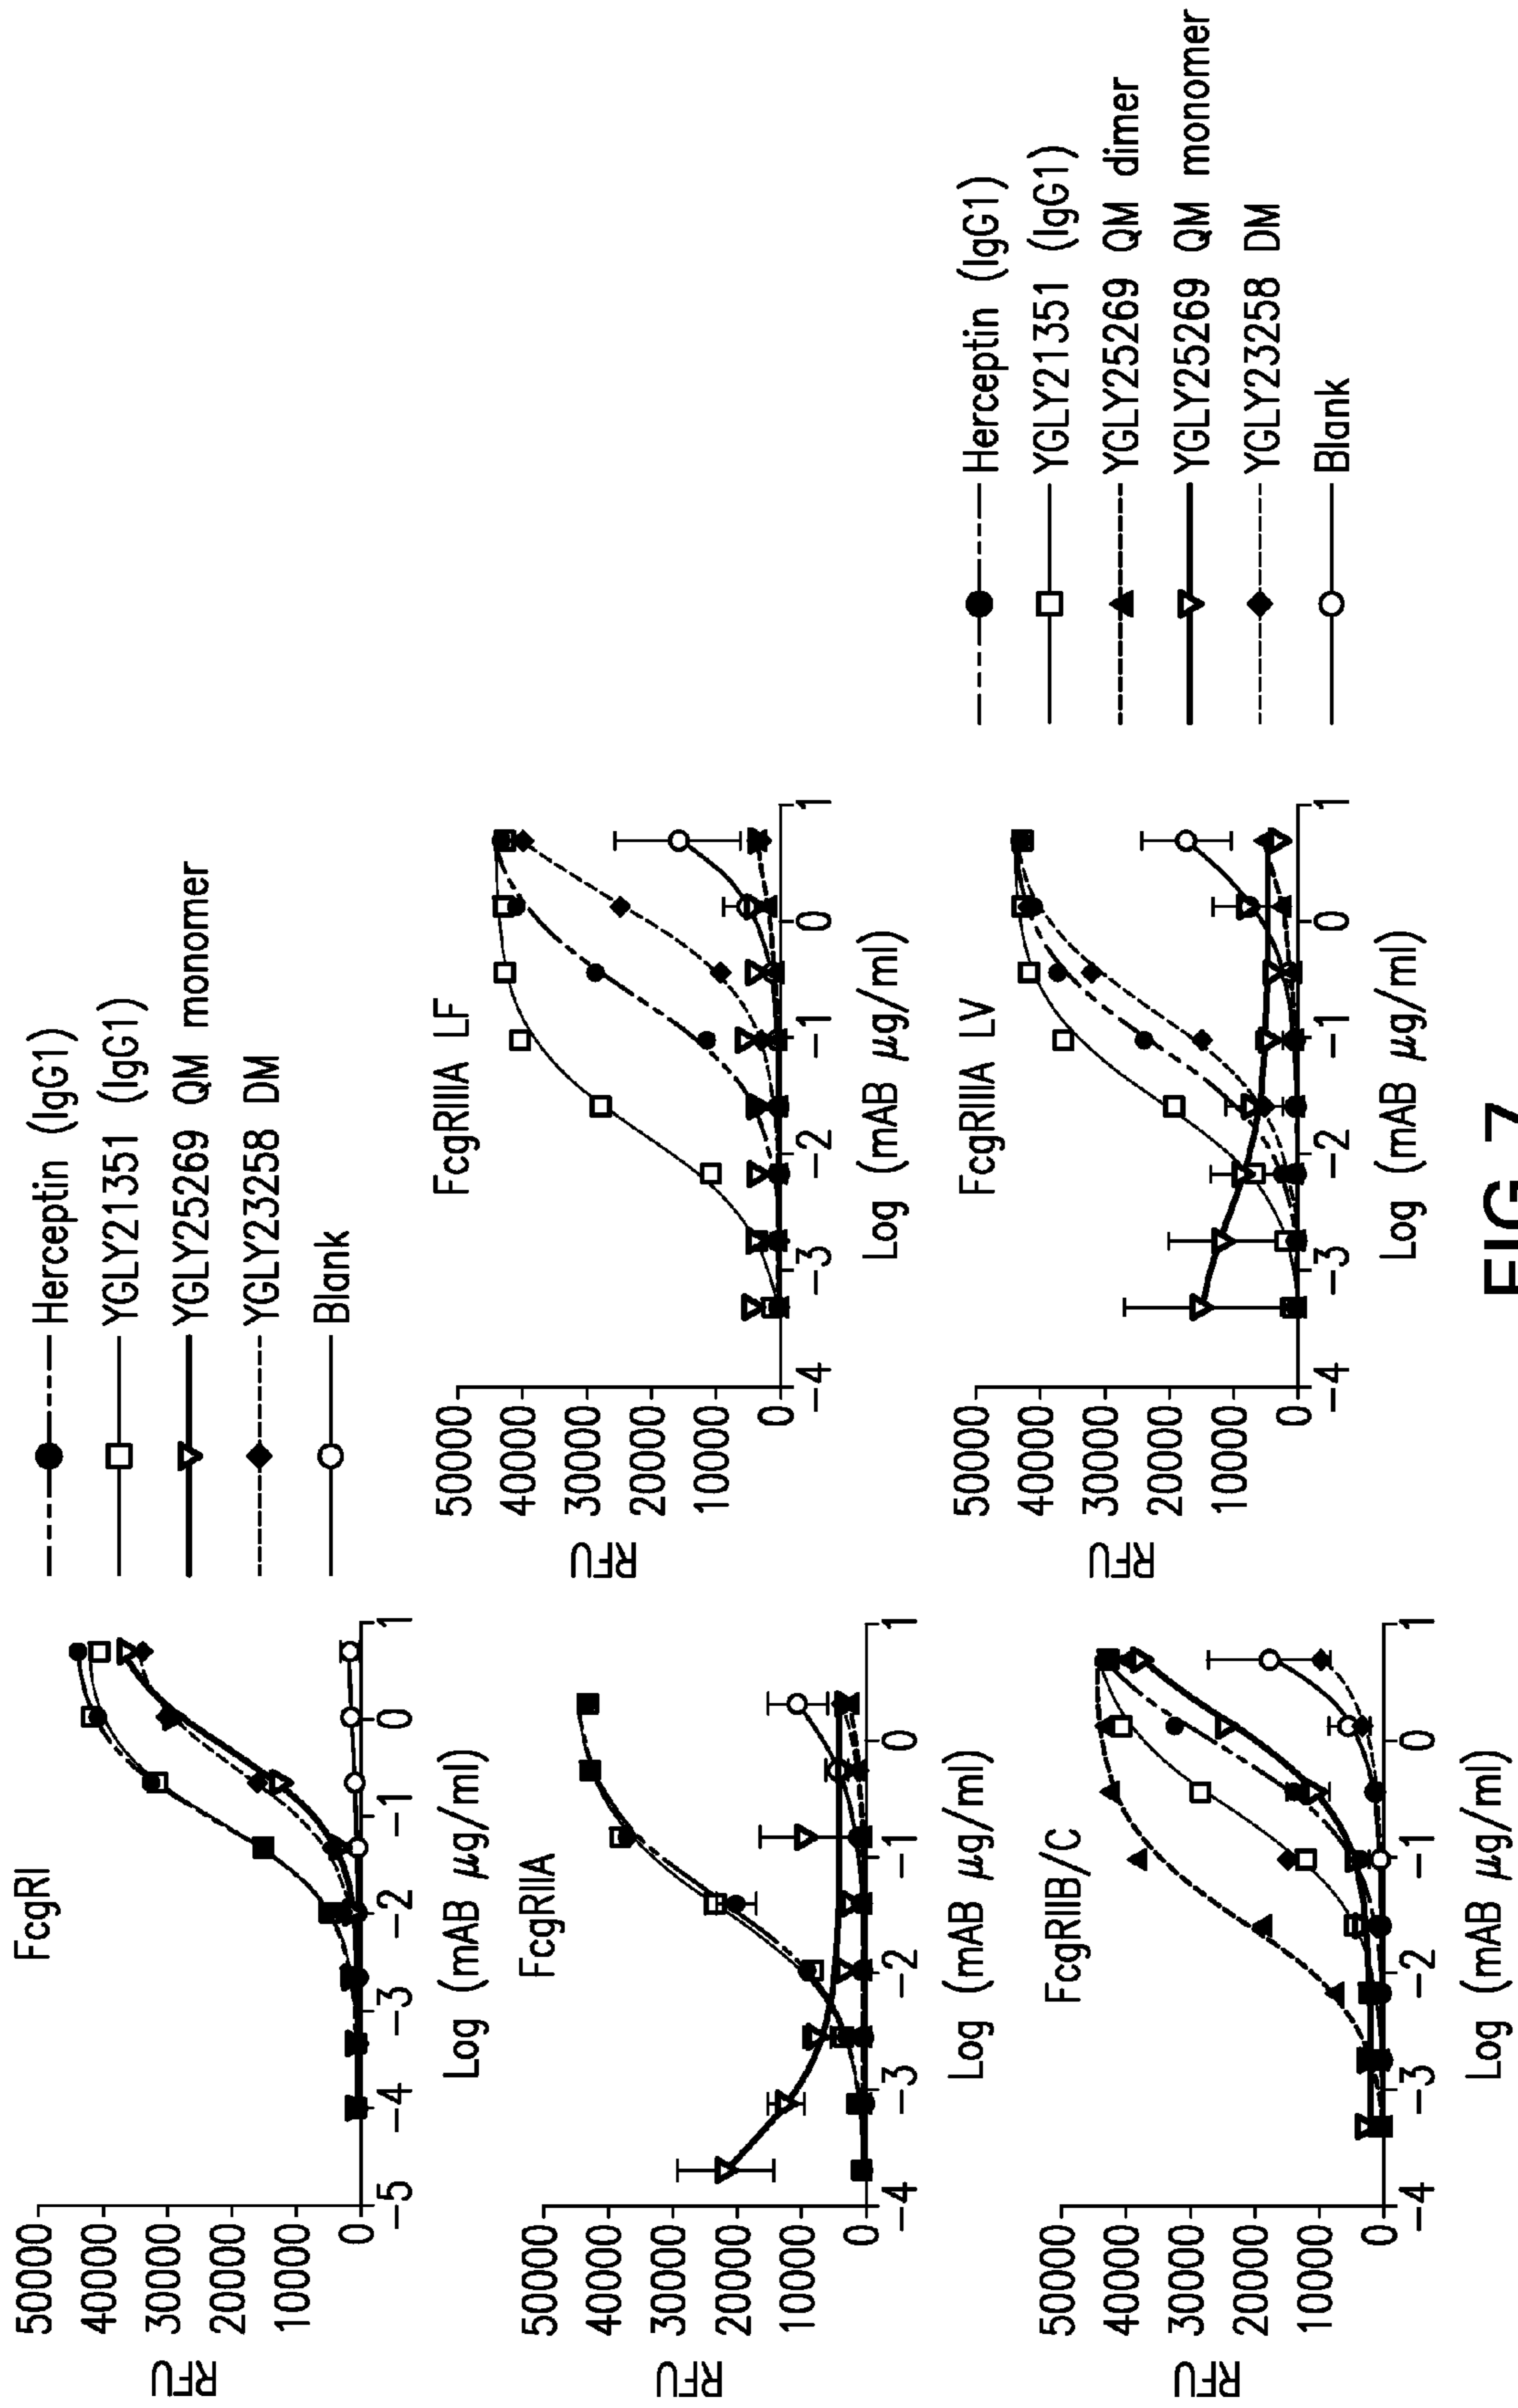 FcgRI
RFU
50000
40000
30000
20000
10000
0
-5 -4 -3 -2 -1 0 1
Log (mAB µg/ml)
Herceptin (IgG1)
YGLY21351 (IgG1)
YGLY25269 QM monomer
YGLY23258 DM
Blank
FcgRIIA
RFU
50000
40000
30000
20000
10000
0
-4 -3 -2 -1 0 1
Log (mAB µg/ml)
FcgRIIIA LF
RFU
50000
40000
30000
20000
10000
0
-4 -3 -2 -1 0 1
Log (mAB µg/ml)
FcgRIIB/C
RFU
50000
40000
30000
20000
10000
0
-4 -3 -2 -1 0 1
Log (mAB µg/ml)
FcgRIIIA LV
RFU
50000
40000
30000
20000
10000
0
-4 -3 -2 -1 0 1
Log (mAB µg/ml)
Herceptin (IgG1)
YGLY21351 (IgG1)
YGLY25269 QM dimer
YGLY25269 QM monomer
YGLY23258 DM
Blank
FIG.7